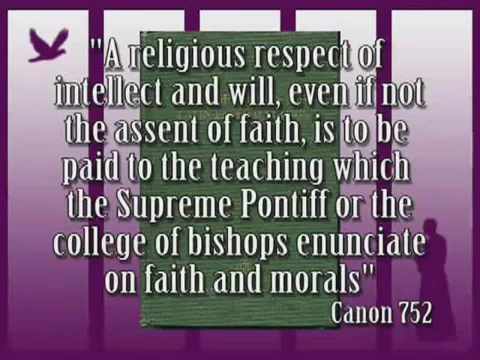 "A religious respect of
intellect and will, even if not
the assent of faith, is to be
paid to the teaching which
the Supreme Pontiff or the
college of bishops enunciate
on faith and morals"
Canon 752